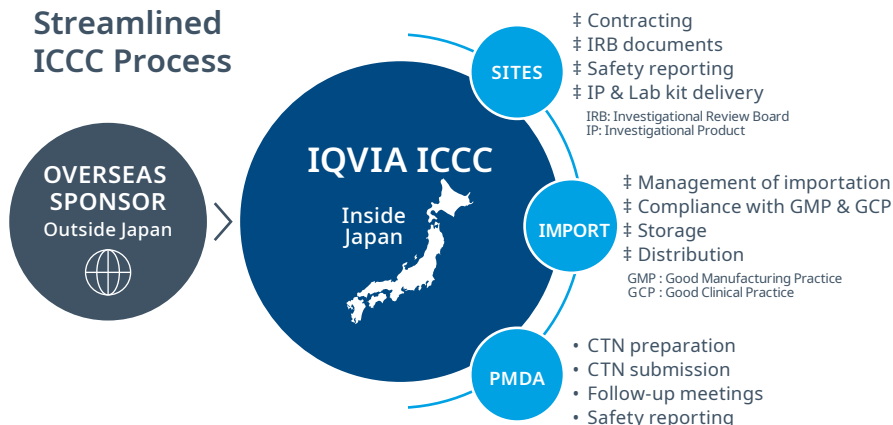 Streamlined
ICCC Process
OVERSEAS
SPONSOR
Outside Japan
IQVIA ICCC
Inside
Japan
SITES
‡ Contracting
‡ IRB documents
‡ Safety reporting
‡ IP & Lab kit delivery
IRB: Investigational Review Board
IP: Investigational Product
IMPORT
‡ Management of importation
‡ Compliance with GMP & GCP
‡ Storage
‡ Distribution
GMP : Good Manufacturing Practice
GCP : Good Clinical Practice
PMDA
• CTN preparation
• CTN submission
• Follow-up meetings
• Safety reporting